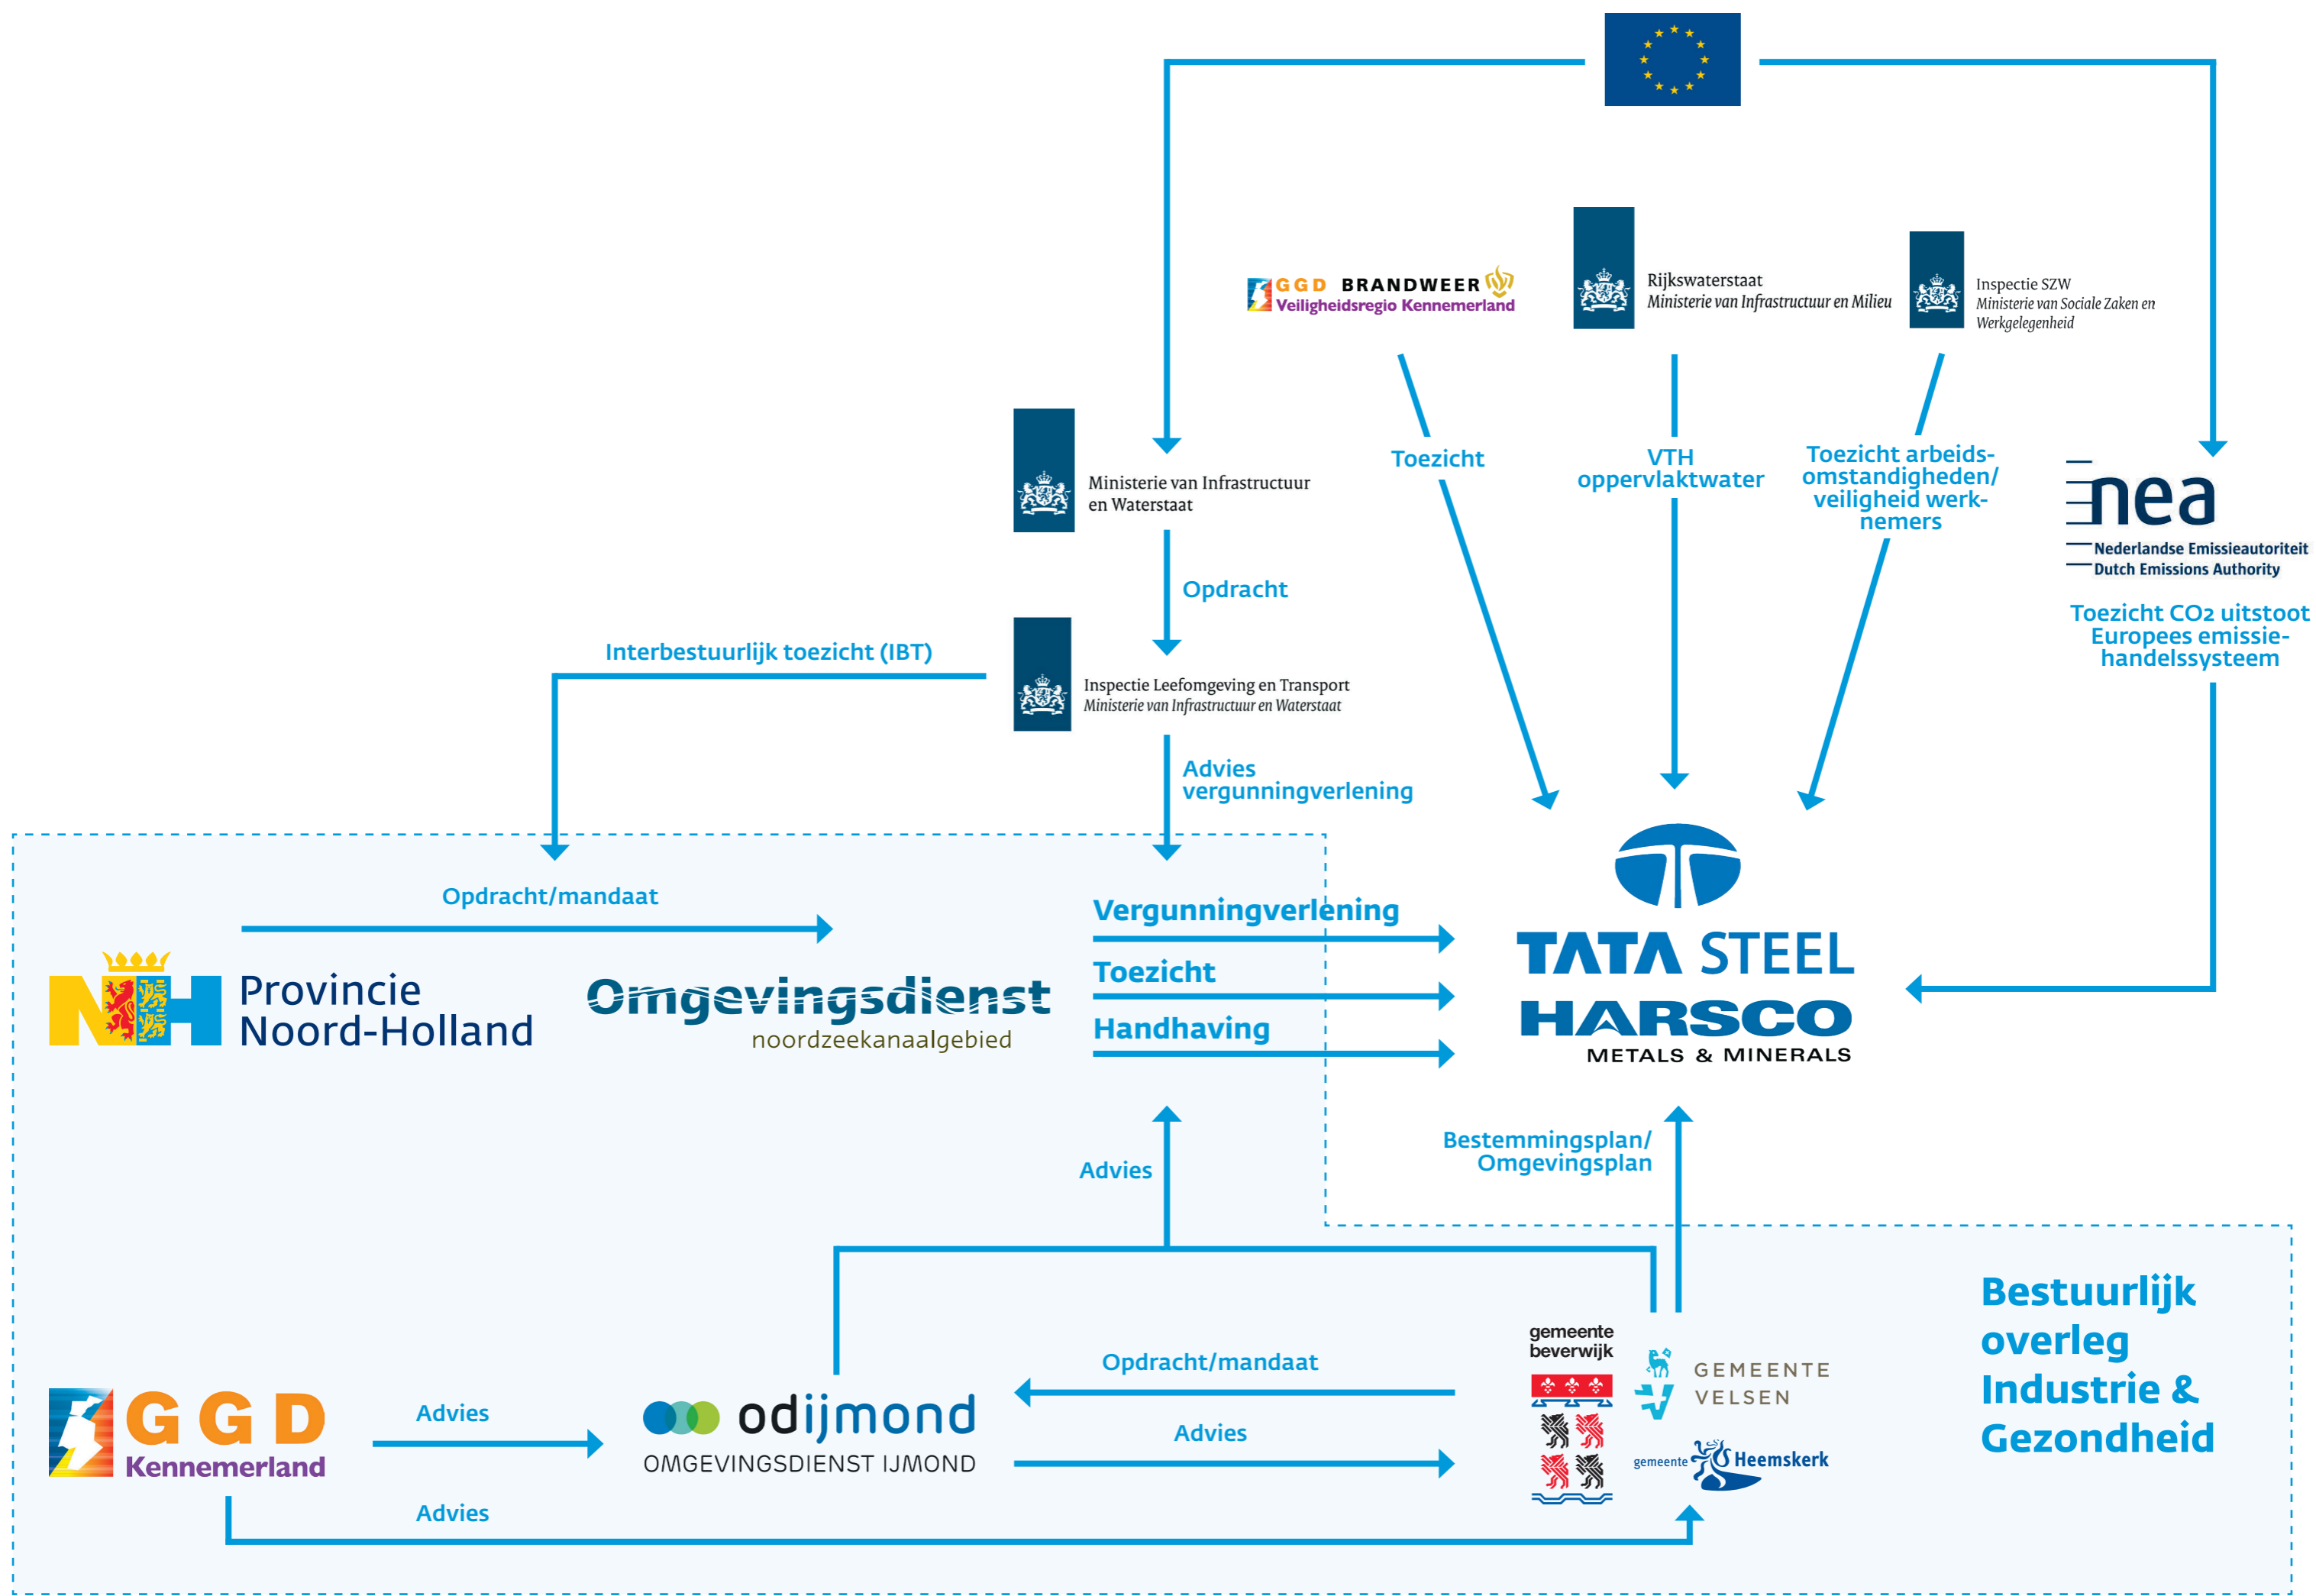 GGD BRANDWEER
Veiligheidsregio Kennemerland
Rijkswaterstaat
Ministerie van Infrastructuur en Milieu
Inspectie SZW
Ministerie van Sociale Zaken en
Werkgelegenheid
Toezicht
VTH
oppervlaktwater
Toezicht arbeids-
omstandigheden/
veiligheid werk-
nemers
Ministerie van Infrastructuur
en Waterstaat
nea
Nederlandse Emissieautoriteit
Dutch Emissions Authority
Opdracht
Toezicht CO2 uitstoot
Europees emissie-
handelssysteem
Interbestuurlijk toezicht (IBT)
Inspectie Leefomgeving en Transport
Ministerie van Infrastructuur en Waterstaat
Advies
vergunningverlening
Opdracht/mandaat
Vergunningverlening
Toezicht
Handhaving
NH
Provincie
Noord-Holland
Omgevingsdienst
noordzeekanaalgebied
TATA STEEL
HARSCO
METALS & MINERALS
Advies
Bestemmingsplan/
Omgevingsplan
Bestuurlijk
overleg
Industrie &
Gezondheid
GGD
Kennemerland
Advies
odijmond
OMGEVINGSDIENST IJMOND
Opdracht/mandaat
Advies
gemeente
beverwijk
GEMEENTE
VELSEN
gemeente Heemskerk
Advies